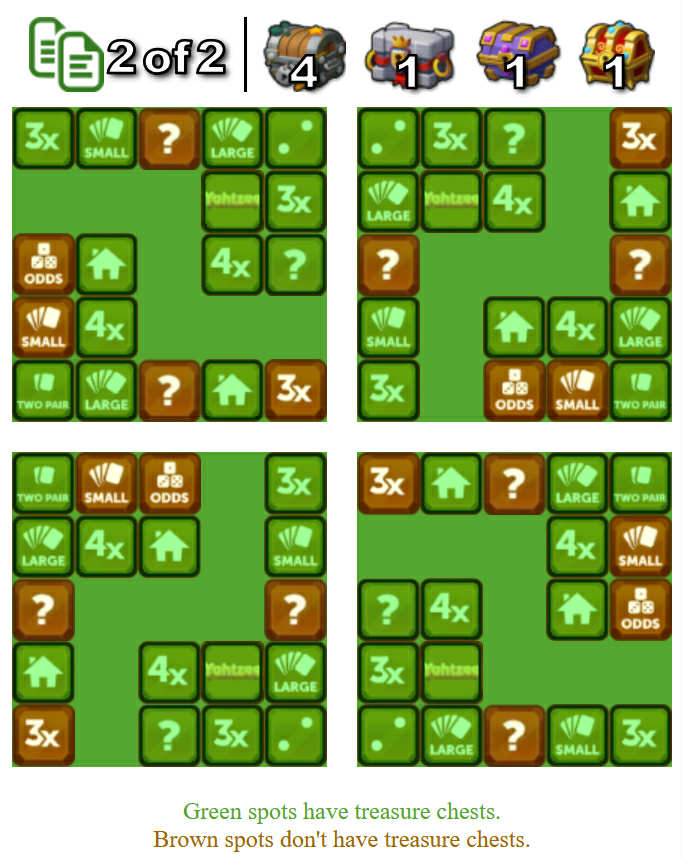 2 of 2 4 1 1 1
3x SMALL ? LARGE
Yahtzee 3x
ODDS 4x ?
SMALL 4x
TWO PAIR LARGE ? 3x
3x ? 3x
LARGE Yahtzee 4x
? ?
SMALL 4x LARGE
3x ODDS SMALL TWO PAIR
TWO PAIR SMALL ODDS 3x
LARGE 4x SMALL
? ?
4x Yahtzee LARGE
3x ? 3x
3x ? LARGE TWO PAIR
4x SMALL
? 4x ODDS
3x Yahtzee
LARGE ? SMALL 3x
Green spots have treasure chests.
Brown spots don't have treasure chests.